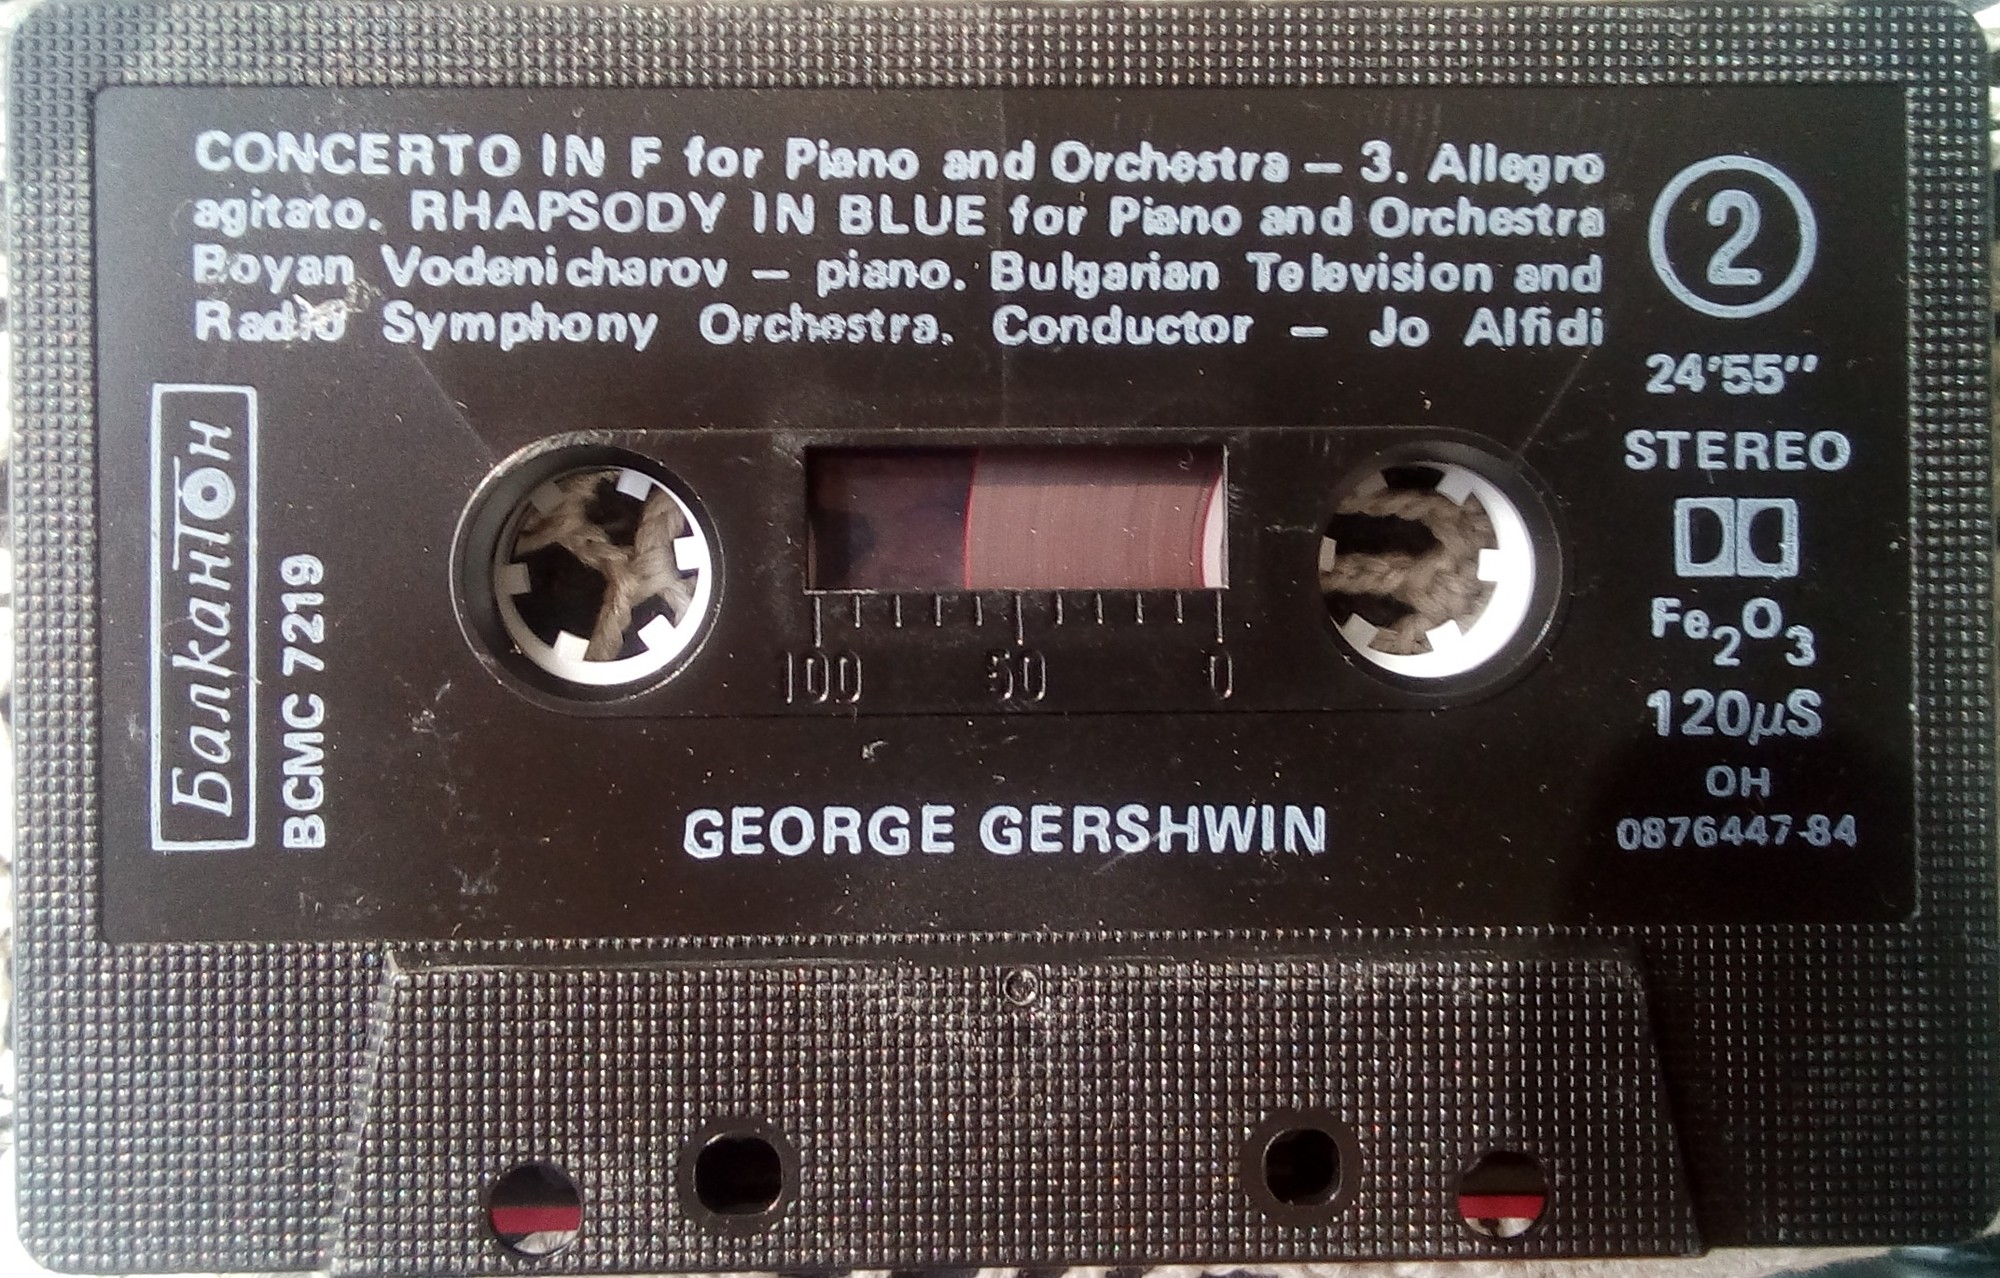 CONCERTO IN F for Piano and Orchestra – 3. Allegro
agitato. RHAPSODY IN BLUE for Piano and Orchestra
Boyan Vodenicharov – piano. Bulgarian Television and
Radio Symphony Orchestra. Conductor – Jo Alfidi
2
24'55''
STEREO
Fe2O3
120µS
OH
0876447-84
Балкантон
BCMC 7219
100 50 0
GEORGE GERSHWIN